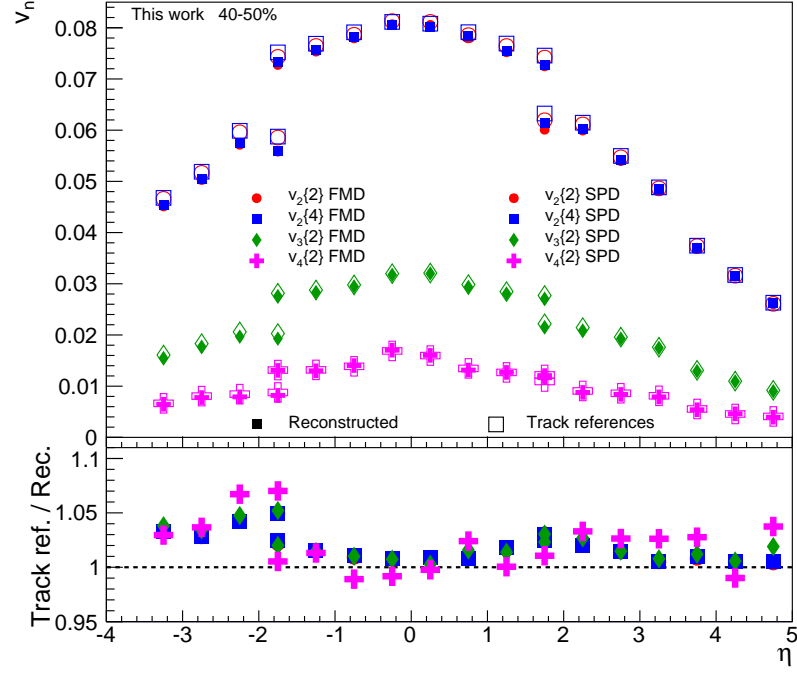 This work 40-50%
v_n
0.08
0.07
0.06
0.05
0.04
0.03
0.02
0.01
0
v_2{2} FMD
v_2{4} FMD
v_3{2} FMD
v_4{2} FMD
v_2{2} SPD
v_2{4} SPD
v_3{2} SPD
v_4{2} SPD
Reconstructed
Track references
Track ref. / Rec.
1.1
1.05
1
0.95
-4 -3 -2 -1 0 1 2 3 4 5
η